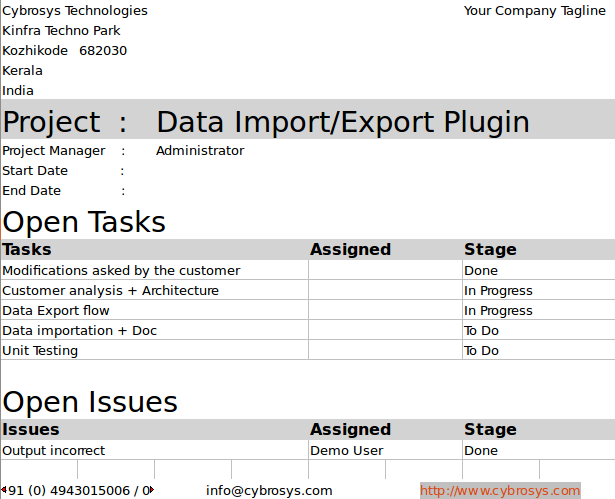 Cybrosys Technologies Your Company Tagline
Kinfra Techno Park
Kozhikode 682030
Kerala
India
Project : Data Import/Export Plugin
Project Manager : Administrator
Start Date :
End Date :
Open Tasks
Tasks Assigned Stage
Modifications asked by the customer Done
Customer analysis + Architecture In Progress
Data Export flow In Progress
Data importation + Doc To Do
Unit Testing To Do
Open Issues
Issues Assigned Stage
Output incorrect Demo User Done
91 (0) 4943015006 / 0 info@cybrosys.com http://www.cybrosys.com